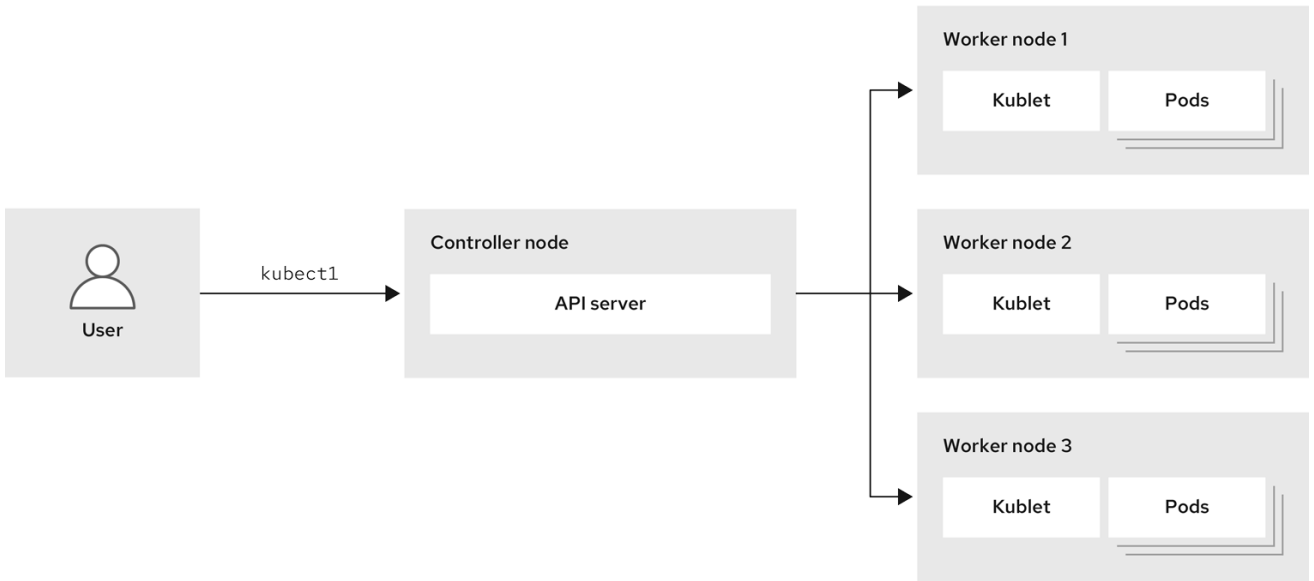 User
kubect1
Controller node
API server
Worker node 1
Kublet
Pods
Worker node 2
Kublet
Pods
Worker node 3
Kublet
Pods